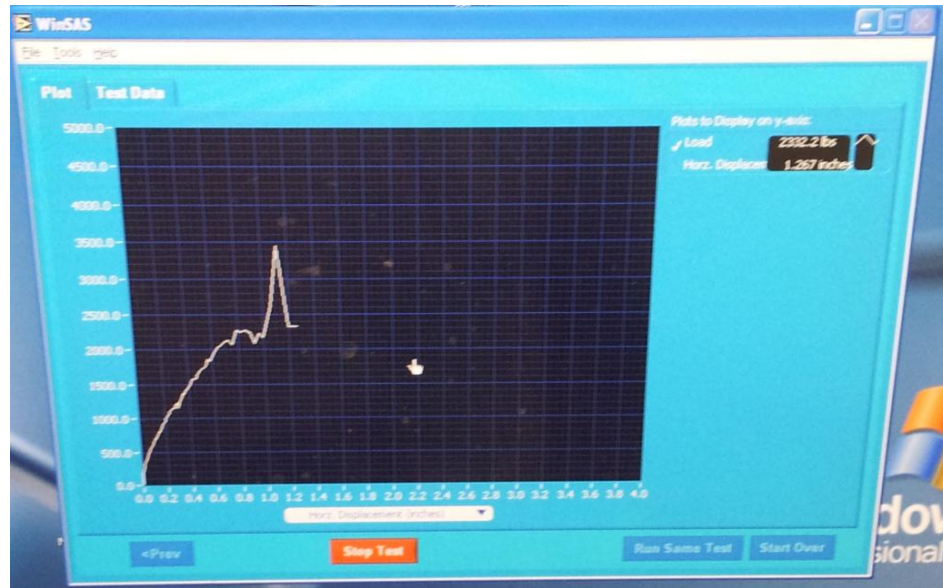 WinSAS
File Tools Help
Plot Test Data
Plots to Display on y-axis:
Load 2332.2 lbs
Horz. Displacem 1.267 inches
5000.0
4500.0
4000.0
3500.0
3000.0
2500.0
2000.0
1500.0
1000.0
500.0
0.0
0.0 0.2 0.4 0.6 0.8 1.0 1.2 1.4 1.6 1.8 2.0 2.2 2.4 2.6 2.8 3.0 3.2 3.4 3.6 3.8 4.0
Horz. Displacement (inches)
<Prev Stop Test Run Same Test Start Over
dow
sional